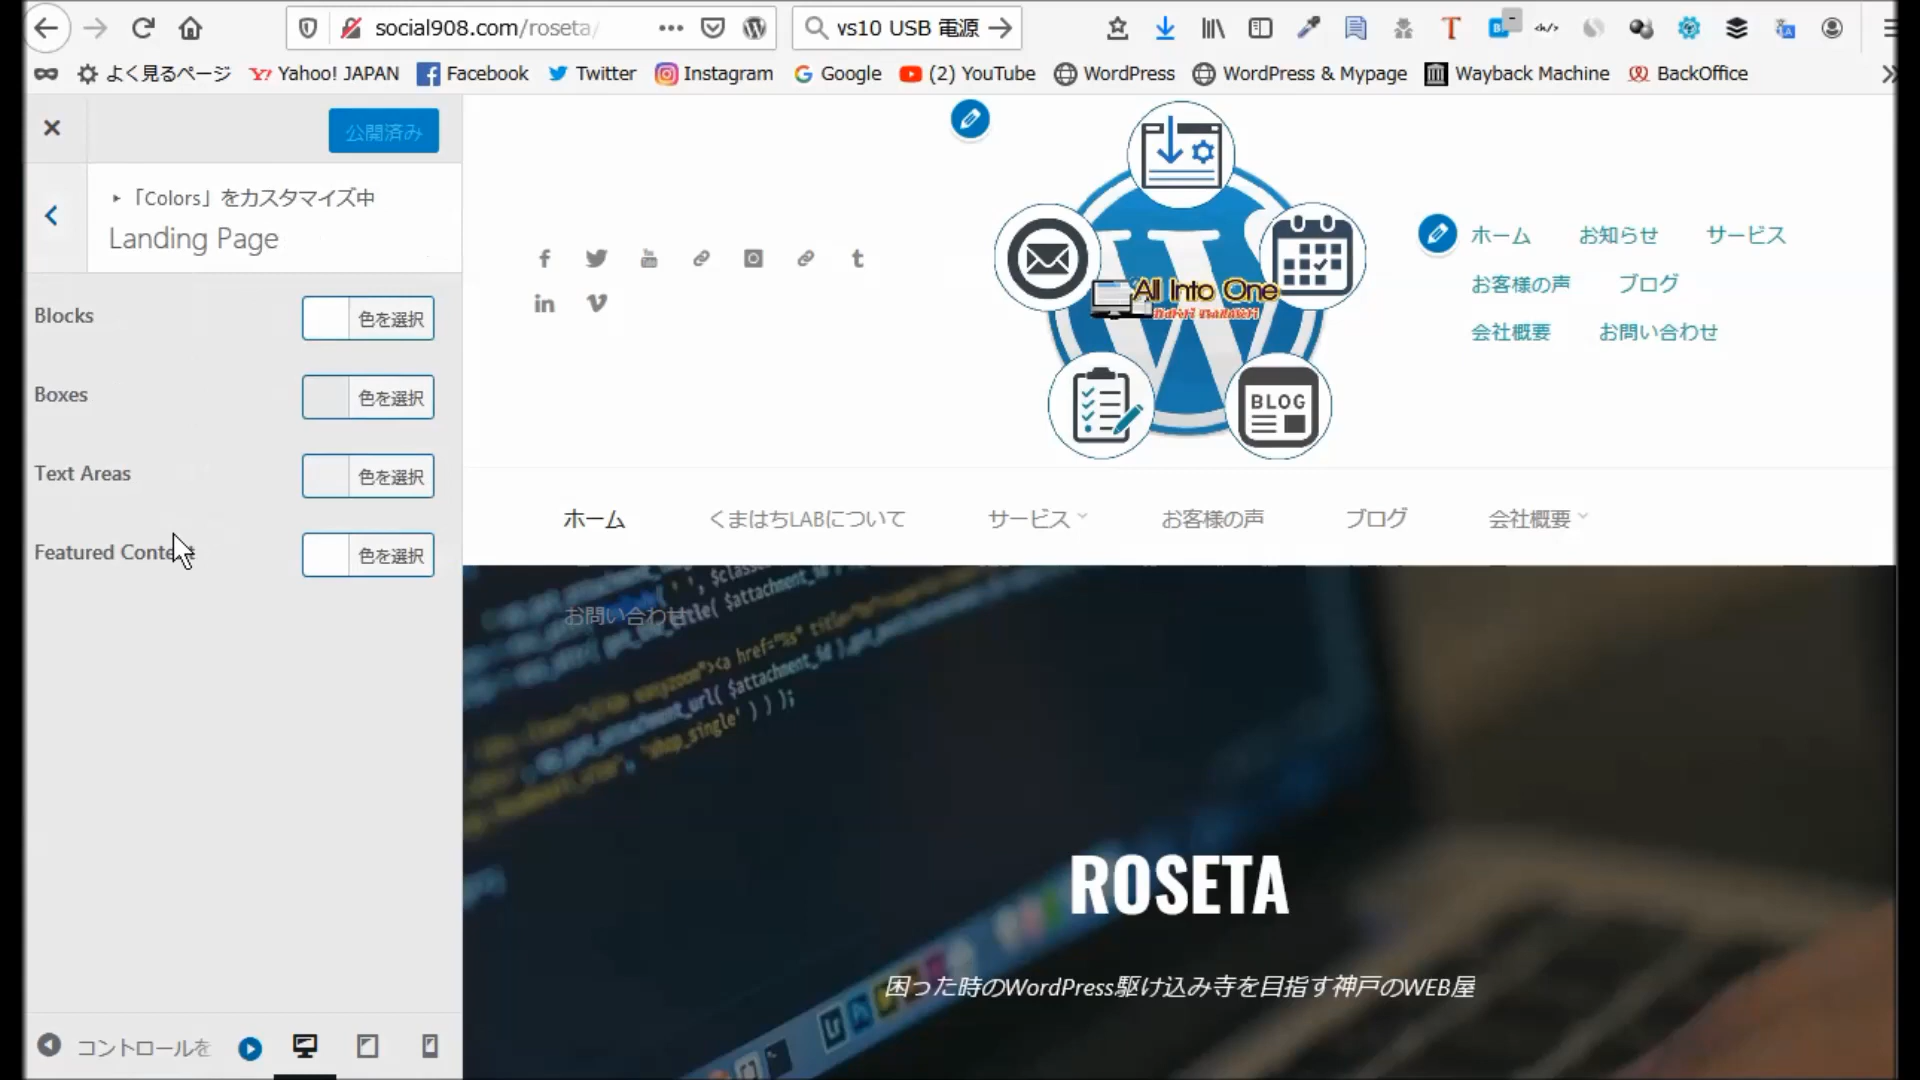 social908.com/roseta/
vs10 USB 電源
よく見るページ
Yahoo! JAPAN
Facebook
Twitter
Instagram
Google
(2) YouTube
WordPress
WordPress & Mypage
Wayback Machine
BackOffice
公開済み
「Colors」をカスタマイズ中
Landing Page
Blocks
色を選択
Boxes
色を選択
Text Areas
色を選択
Featured Content
色を選択
コントロールを
All Into One
BLOG
ホーム お知らせ サービス
お客様の声 ブログ
会社概要 お問い合わせ
ホーム くまはちLABについて サービス お客様の声 ブログ 会社概要
お問い合わせ
$attachment_id
<a href="%s" title="
$attachment_url( $attachment_id
'shop_single' ) ) );
ROSETA
困った時のWordPress駆け込み寺を目指す神戸のWEB屋
Lr